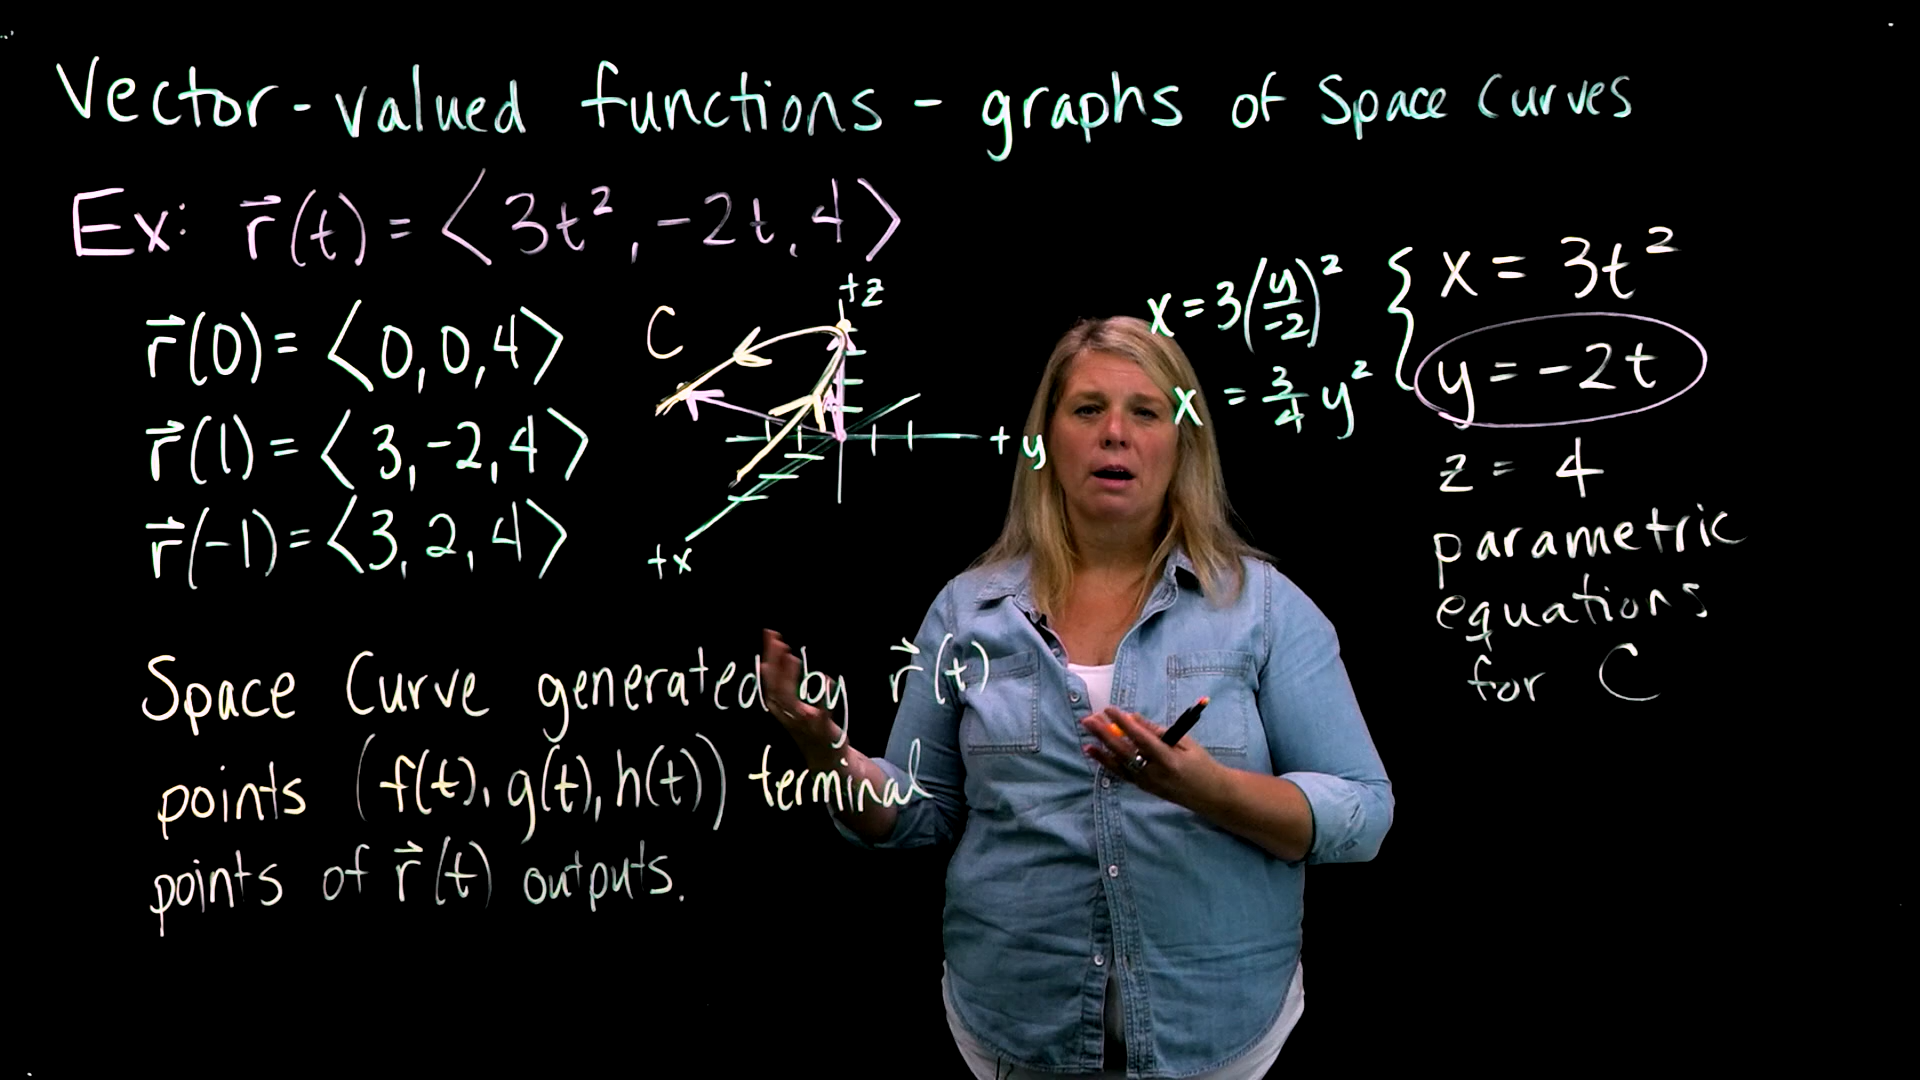 Vector-valued functions - graphs of Space Curves
Ex: r⃗(t) = ⟨3t², -2t, 4⟩
r⃗(0) = ⟨0, 0, 4⟩
r⃗(1) = ⟨3, -2, 4⟩
r⃗(-1) = ⟨3, 2, 4⟩
C
+z
+y
+x
x = 3(y/-2)²
x = 3/4 y²
{ x = 3t²
y = -2t
z = 4
parametric
equations
for C
Space Curve generated by r⃗(t)
points (f(t), g(t), h(t)) terminal
points of r⃗(t) outputs.